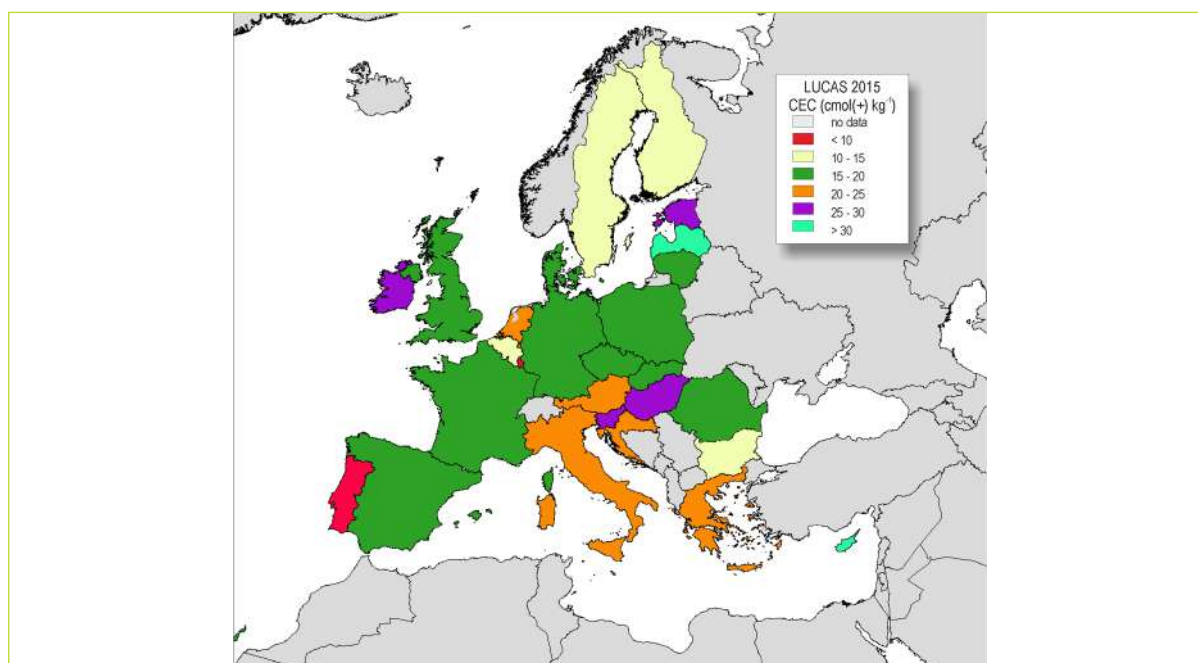 LUCAS 2015
CEC (cmol(+) kg⁻¹)
no data
< 10
10 - 15
15 - 20
20 - 25
25 - 30
> 30